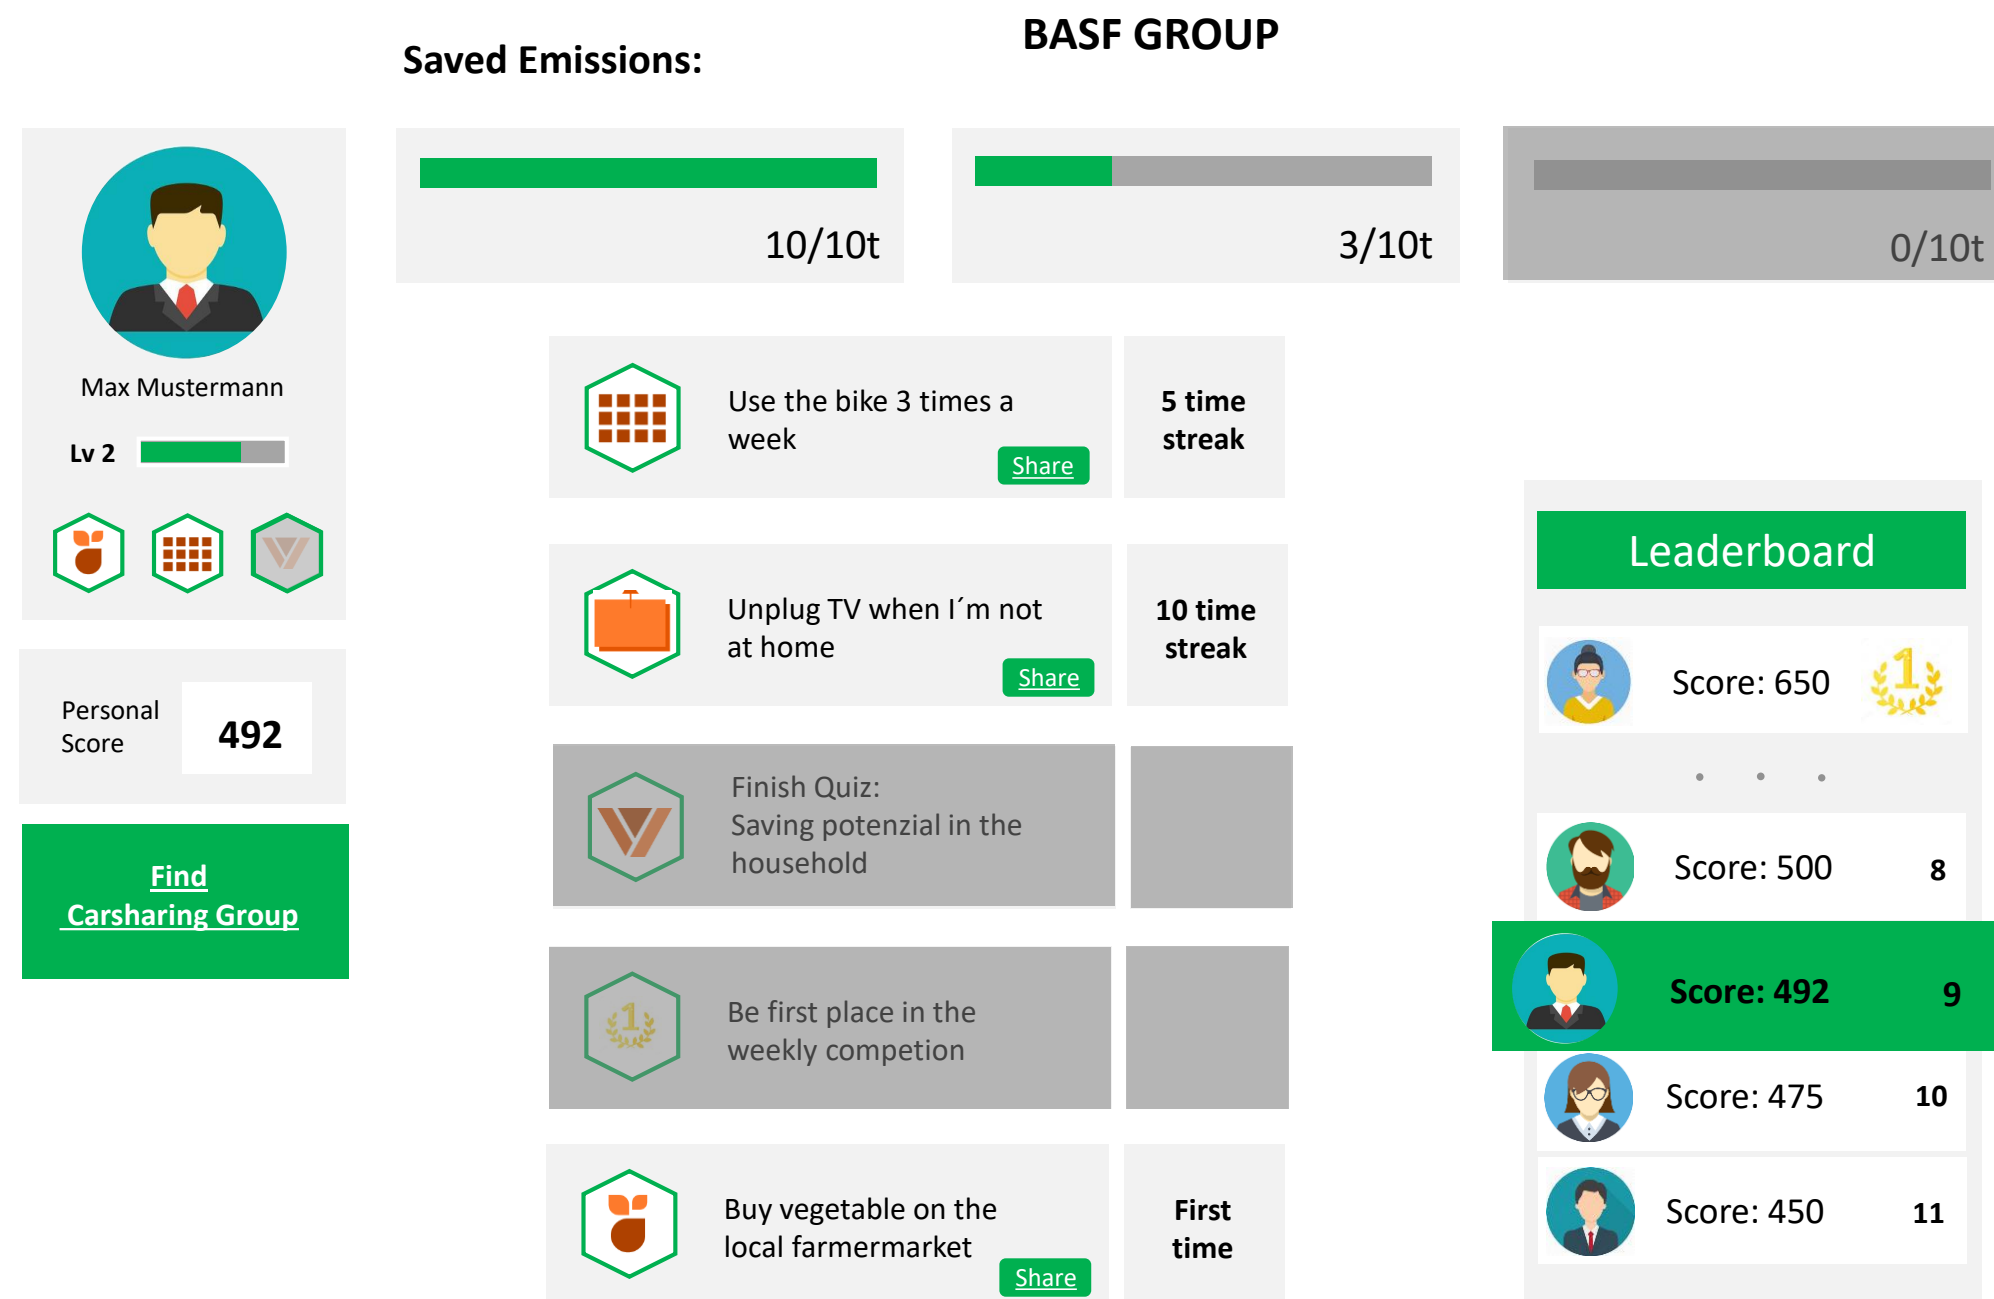 BASF GROUP
Saved Emissions:
10/10t
3/10t
0/10t
Max Mustermann
Lv 2
Personal
Score
492
Find
Carsharing Group
Use the bike 3 times a
week
Share
5 time
streak
Unplug TV when I´m not
at home
Share
10 time
streak
Finish Quiz:
Saving potenzial in the
household
Be first place in the
weekly competion
1
Buy vegetable on the
local farmermarket
Share
First
time
Leaderboard
Score: 650
1
. . .
Score: 500
8
Score: 492
9
Score: 475
10
Score: 450
11